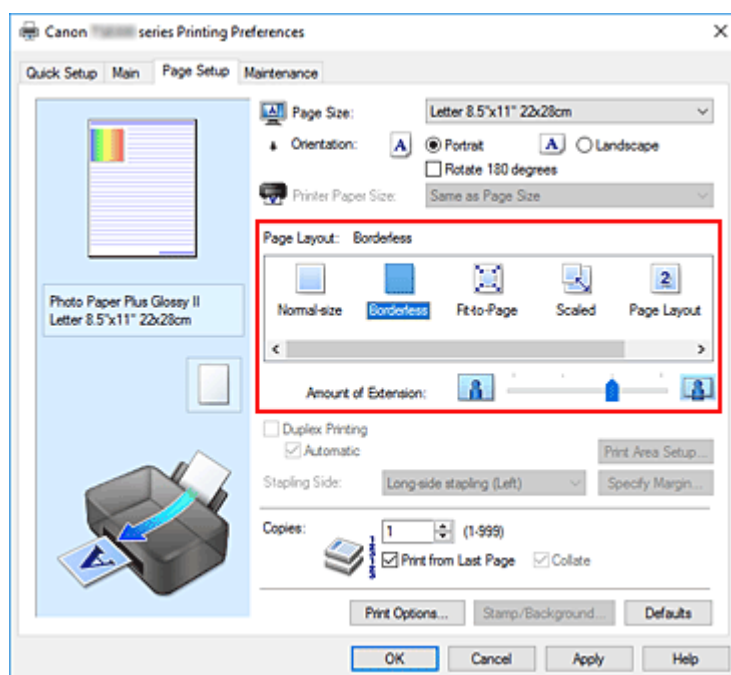 Canon series Printing Preferences
Quick Setup Main Page Setup Maintenance
Page Size: Letter 8.5"x11" 22x28cm
Orientation: A Portrait A Landscape
Rotate 180 degrees
Printer Paper Size: Same as Page Size
Page Layout: Borderless
2
Normal-size Borderless Fit-to-Page Scaled Page Layout
Photo Paper Plus Glossy II
Letter 8.5"x11" 22x28cm
Amount of Extension:
Duplex Printing
Automatic Print Area Setup...
Stapling Side: Long-side stapling (Left) Specify Margin...
Copies: 1 (1-999)
Print from Last Page Collate
A
Print Options... Stamp/Background... Defaults
OK Cancel Apply Help